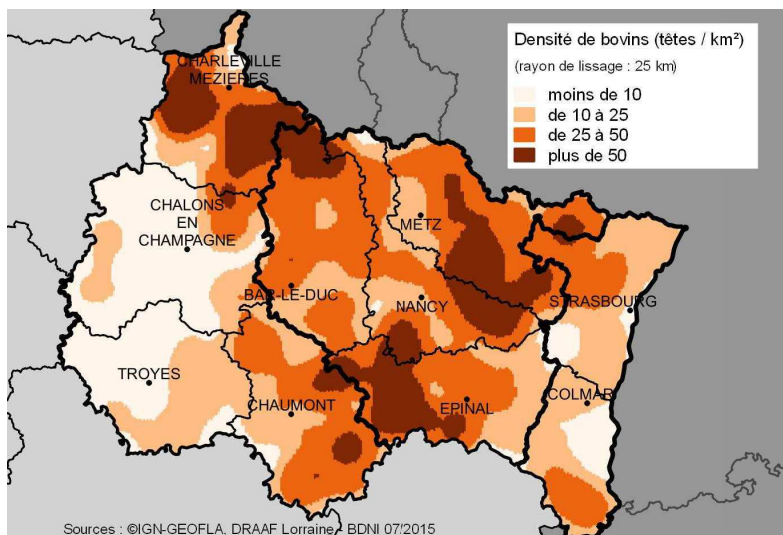 Densité de bovins (têtes / km²)
(rayon de lissage : 25 km)
moins de 10
de 10 à 25
de 25 à 50
plus de 50
CHARLEVILLE
MEZIERES
CHALONS
EN
CHAMPAGNE
METZ
BAR-LE-DUC
NANCY
STRASBOURG
TROYES
CHAUMONT
EPINAL
COLMAR
Sources : ©IGN-GEOFLA, DRAAF Lorraine, BDNI 07/2015